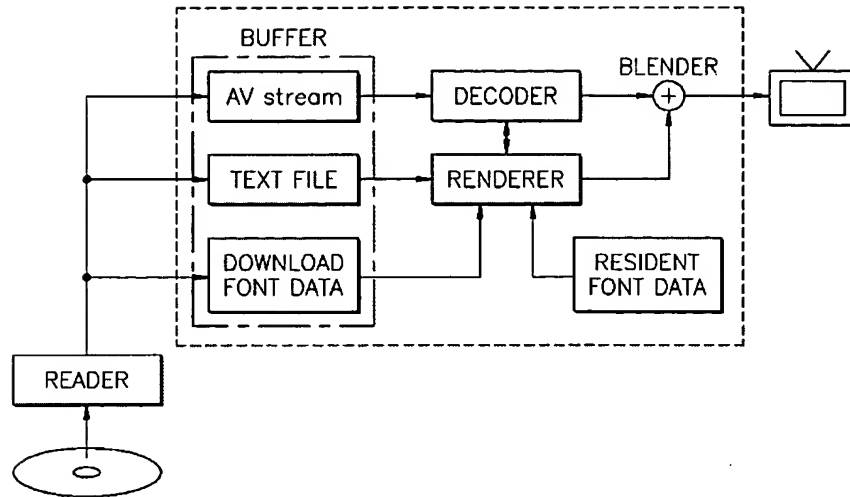 BUFFER
AV stream
DECODER
BLENDER
TEXT FILE
RENDERER
DOWNLOAD
FONT DATA
RESIDENT
FONT DATA
READER